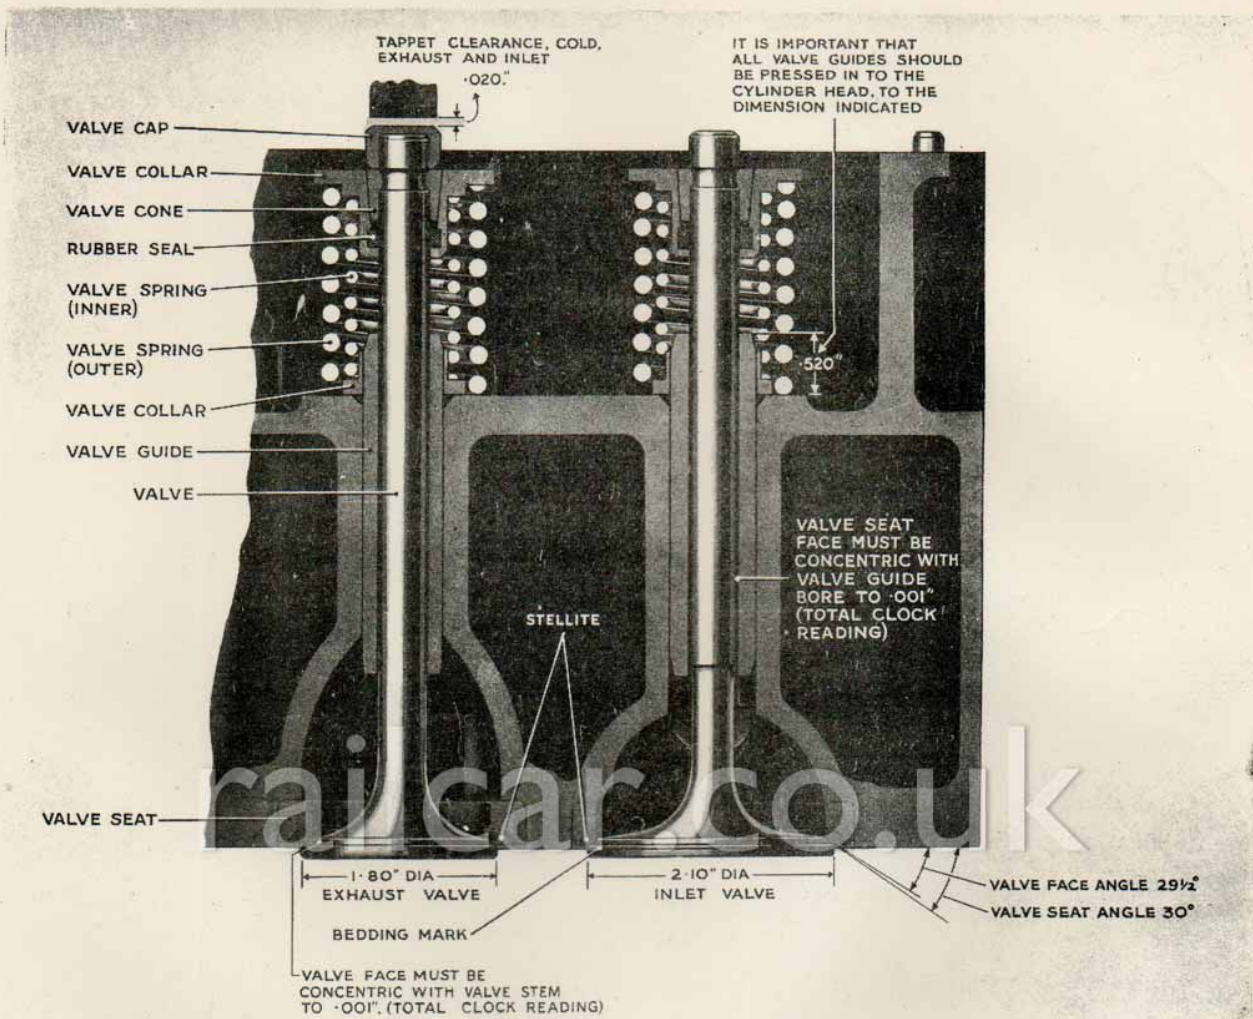 TAPPET CLEARANCE, COLD,
EXHAUST AND INLET
·020."
IT IS IMPORTANT THAT
ALL VALVE GUIDES SHOULD
BE PRESSED IN TO THE
CYLINDER HEAD, TO THE
DIMENSION INDICATED
VALVE CAP
VALVE COLLAR
VALVE CONE
RUBBER SEAL
VALVE SPRING
(INNER)
VALVE SPRING
(OUTER)
VALVE COLLAR
VALVE GUIDE
VALVE
·520"
VALVE SEAT
FACE MUST BE
CONCENTRIC WITH
VALVE GUIDE
BORE TO ·001"
(TOTAL CLOCK
READING)
STELLITE
railcar.co.uk
VALVE SEAT
1·80" DIA
EXHAUST VALVE
2·10" DIA
INLET VALVE
VALVE FACE ANGLE 29½°
VALVE SEAT ANGLE 30°
BEDDING MARK
VALVE FACE MUST BE
CONCENTRIC WITH VALVE STEM
TO ·001". (TOTAL CLOCK READING)